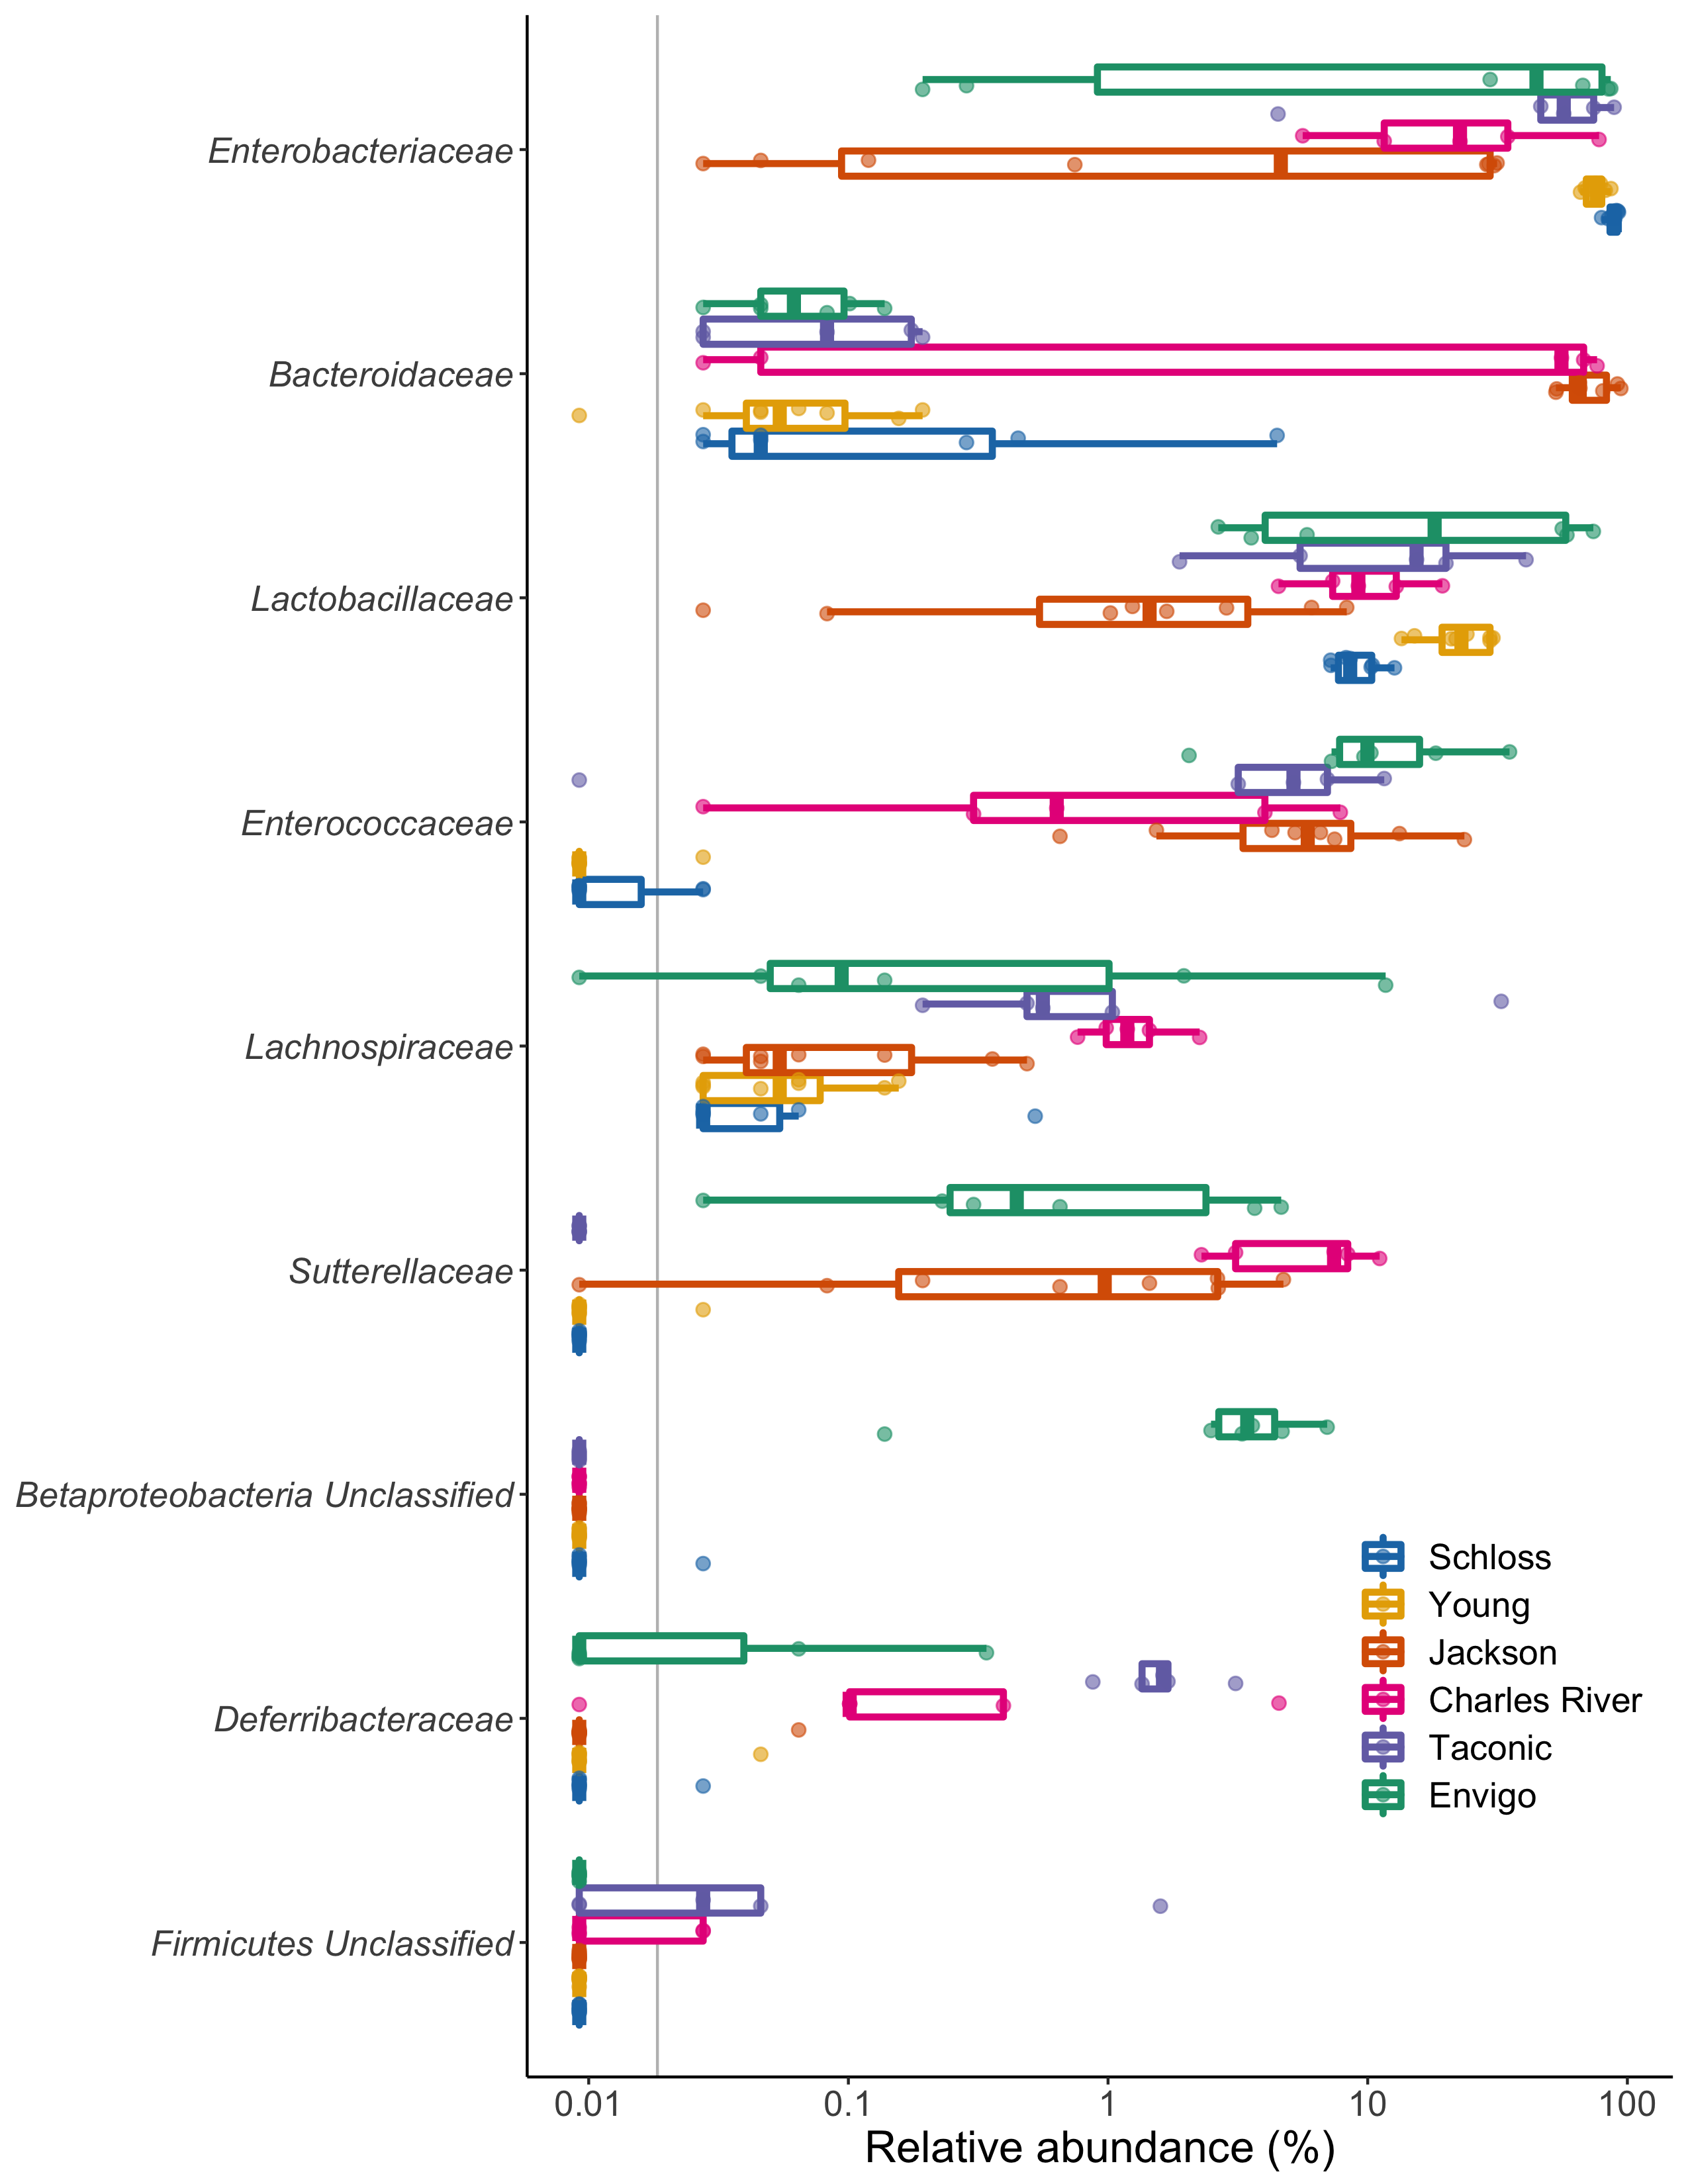 Enterobacteriaceae
Bacteroidaceae
Lactobacillaceae
Enterococcaceae
Lachnospiraceae
Sutterellaceae
Betaproteobacteria Unclassified
Deferribacteraceae
Firmicutes Unclassified
Schloss
Young
Jackson
Charles River
Taconic
Envigo
0.01 0.1 1 10 100
Relative abundance (%)